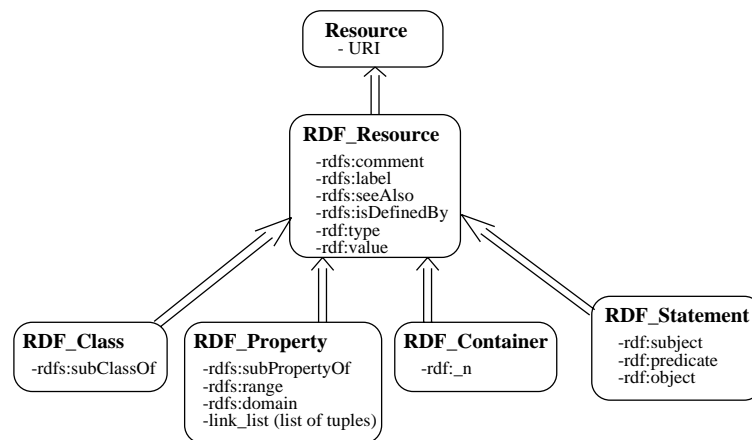 Resource
- URI
RDF_Resource
-rdfs:comment
-rdfs:label
-rdfs:seeAlso
-rdfs:isDefinedBy
-rdf:type
-rdf:value
RDF_Class
-rdfs:subClassOf
RDF_Property
-rdfs:subPropertyOf
-rdfs:range
-rdfs:domain
-link_list (list of tuples)
RDF_Container
-rdf:_n
RDF_Statement
-rdf:subject
-rdf:predicate
-rdf:object